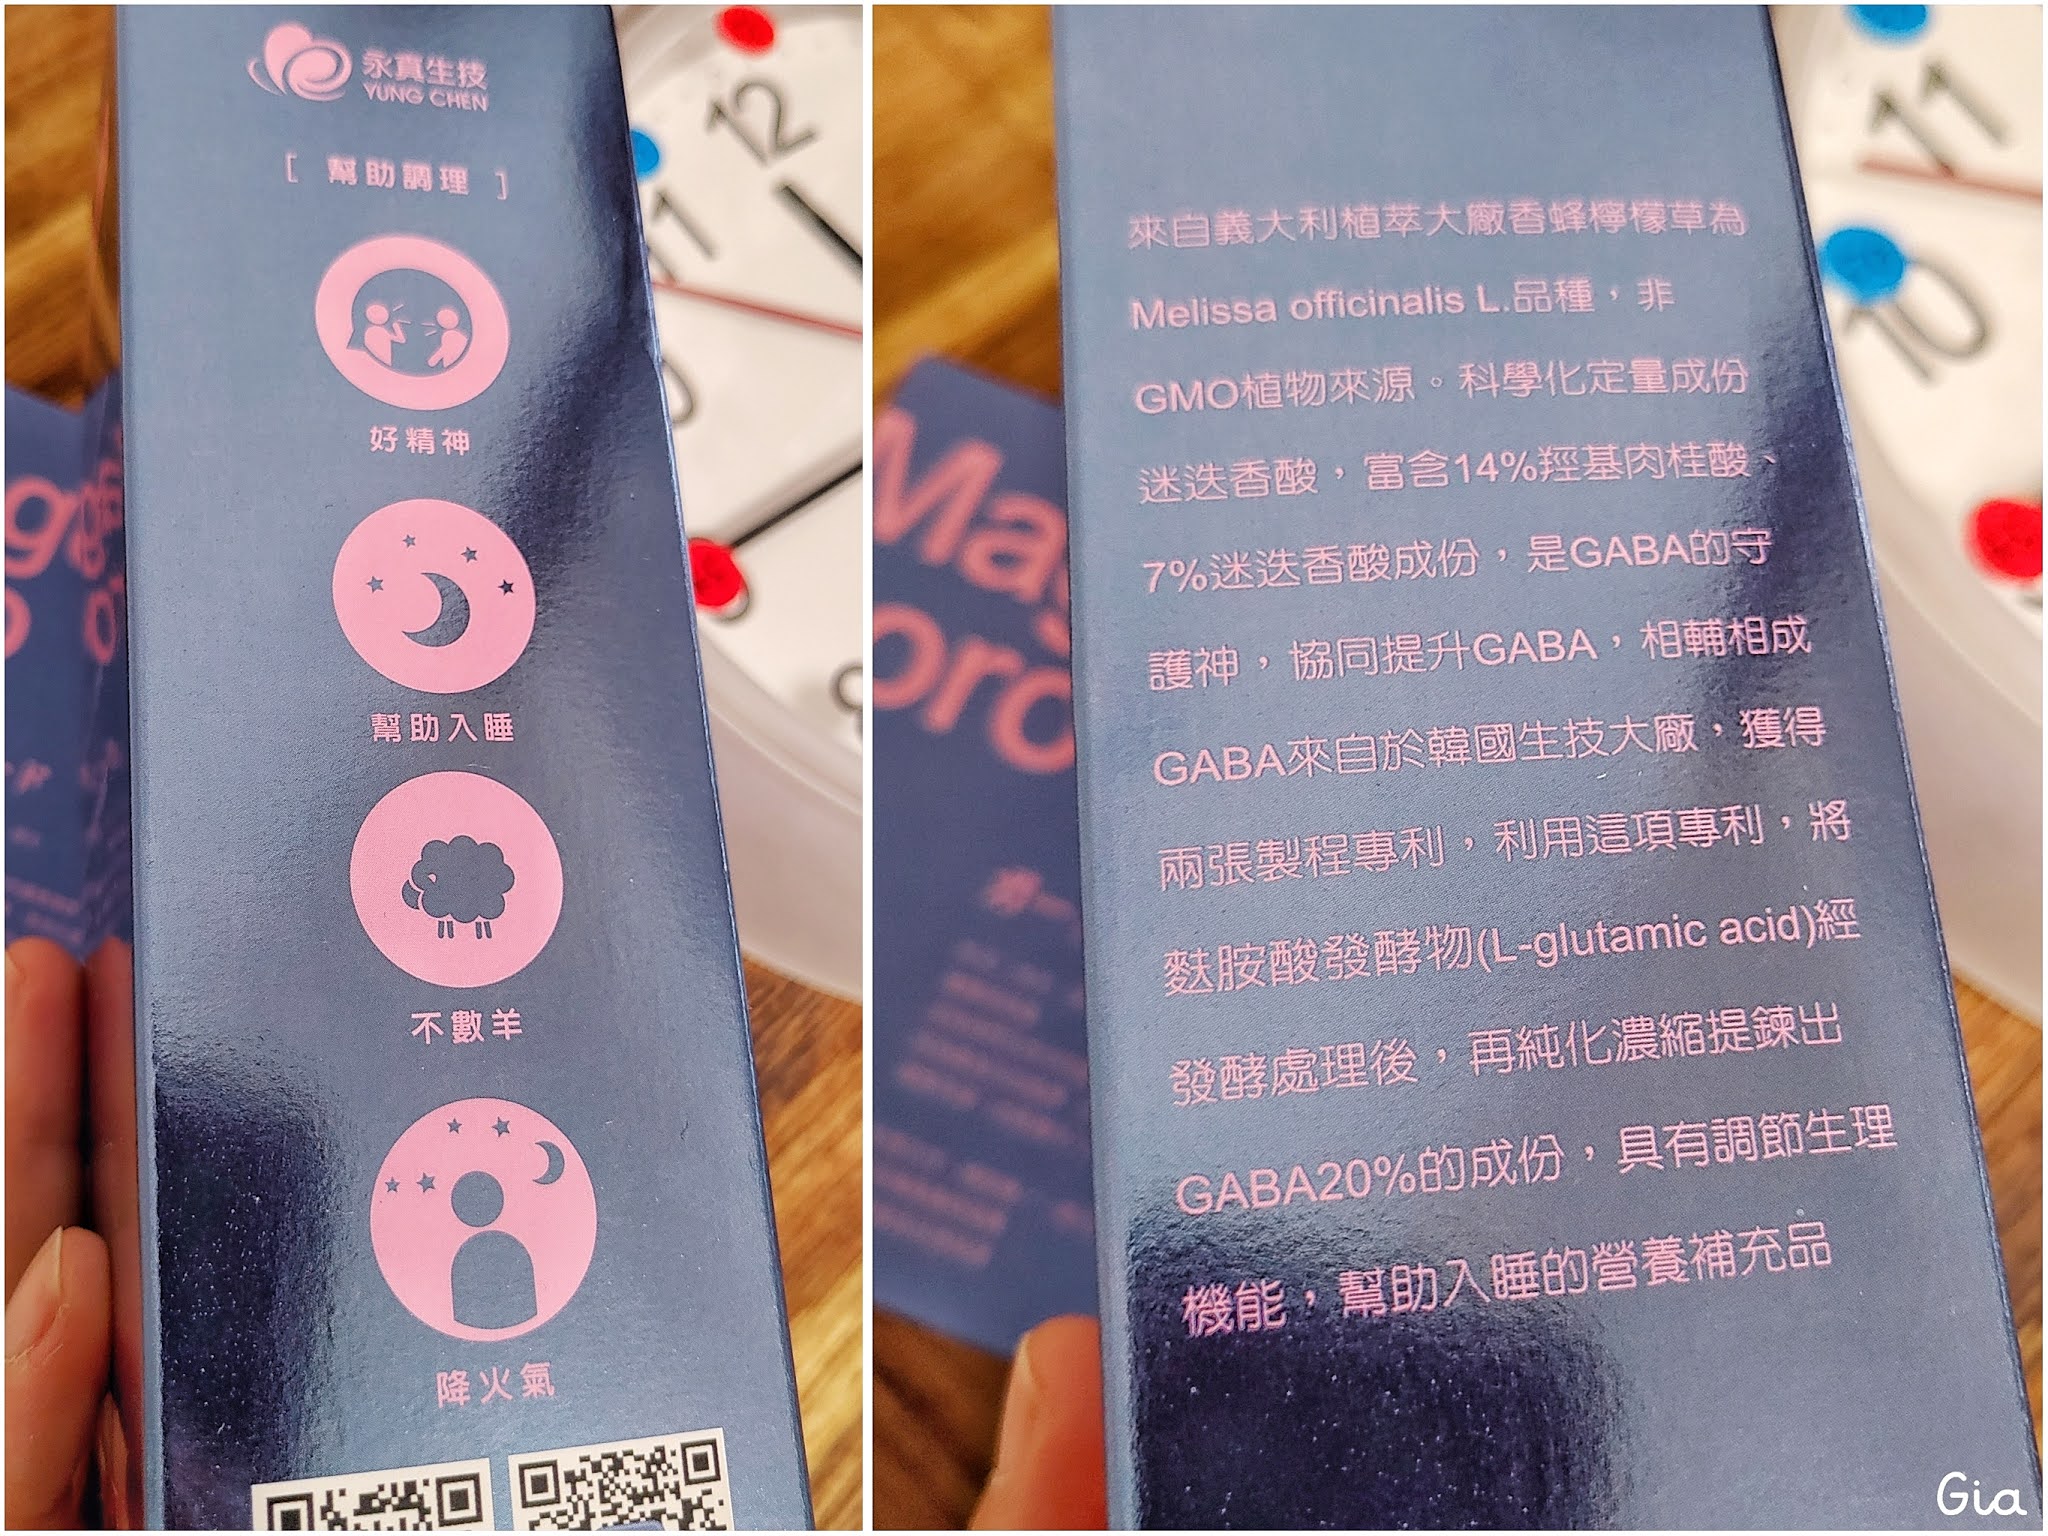 永真生技
YUNG CHEN
[ 幫助調理 ]
好精神
幫助入睡
不數羊
降火氣
12
11
來自義大利植萃大廠香蜂檸檬草為
Melissa officinalis L.品種，非
GMO植物來源。科學化定量成份
迷迭香酸，富含14%羥基肉桂酸、
7%迷迭香酸成份，是GABA的守
護神，協同提升GABA，相輔相成
GABA來自於韓國生技大廠，獲得
兩張製程專利，利用這項專利，將
麩胺酸發酵物(L-glutamic acid)經
發酵處理後，再純化濃縮提鍊出
GABA20%的成份，具有調節生理
機能，幫助入睡的營養補充品
11
10
Ma
oro
Gia